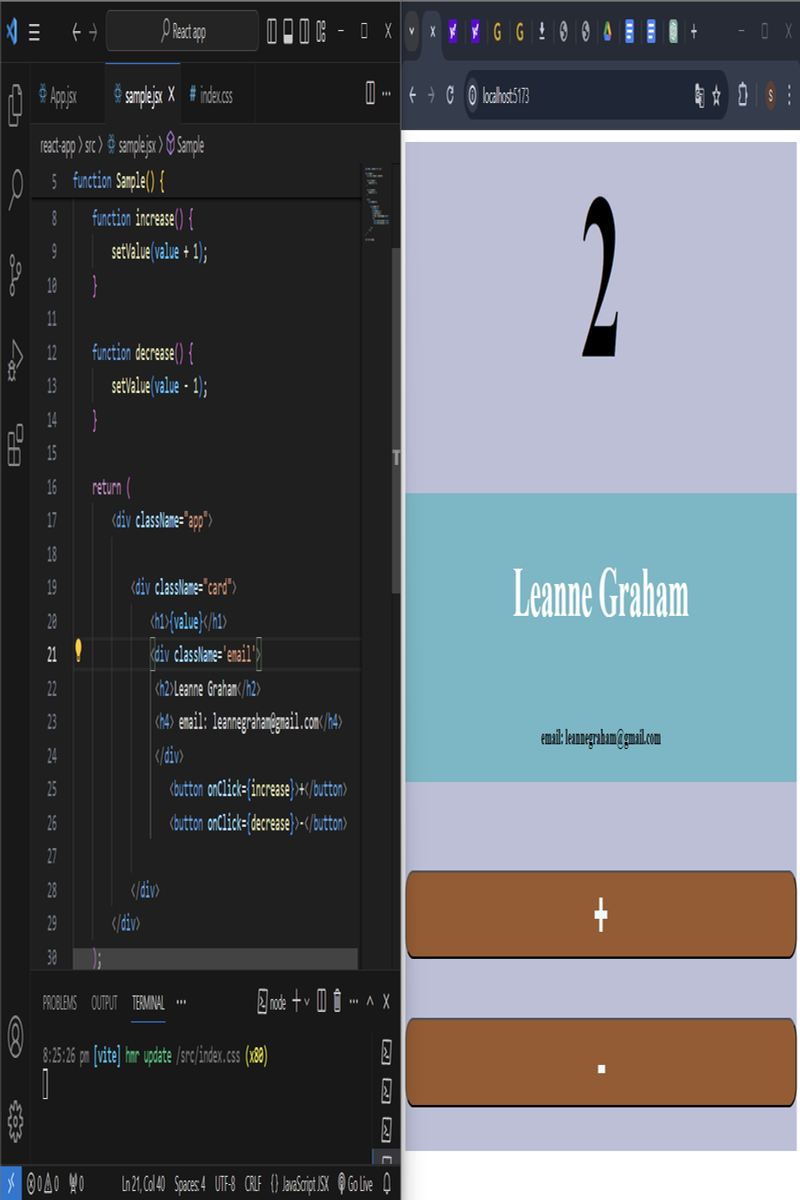 React app
App.jsx
sample.jsx
index.css
react-app > src > sample.jsx > Sample
5 function Sample() {
8 function increase() {
9 setValue(value + 1);
10 }
11
12 function decrease() {
13 setValue(value - 1);
14 }
15
16 return (
17 <div className="app">
18
19 <div className="card">
20 <h1>{value}</h1>
21 <div className='email'>
22 <h2>Leanne Graham</h2>
23 <h4> email: leannegraham@gmail.com</h4>
24 </div>
25 <button onClick={increase}>+</button>
26 <button onClick={decrease}>-</button>
27
28 </div>
29 </div>
30 );
PROBLEMS OUTPUT TERMINAL ···
node
8:25:26 pm [vite] hmr update /src/index.css (x80)
0 0 0 Ln 21, Col 40 Spaces: 4 UTF-8 CRLF {} JavaScript JSX Go Live
localhost:5173
S
2
Leanne Graham
email: leannegraham@gmail.com
+
-